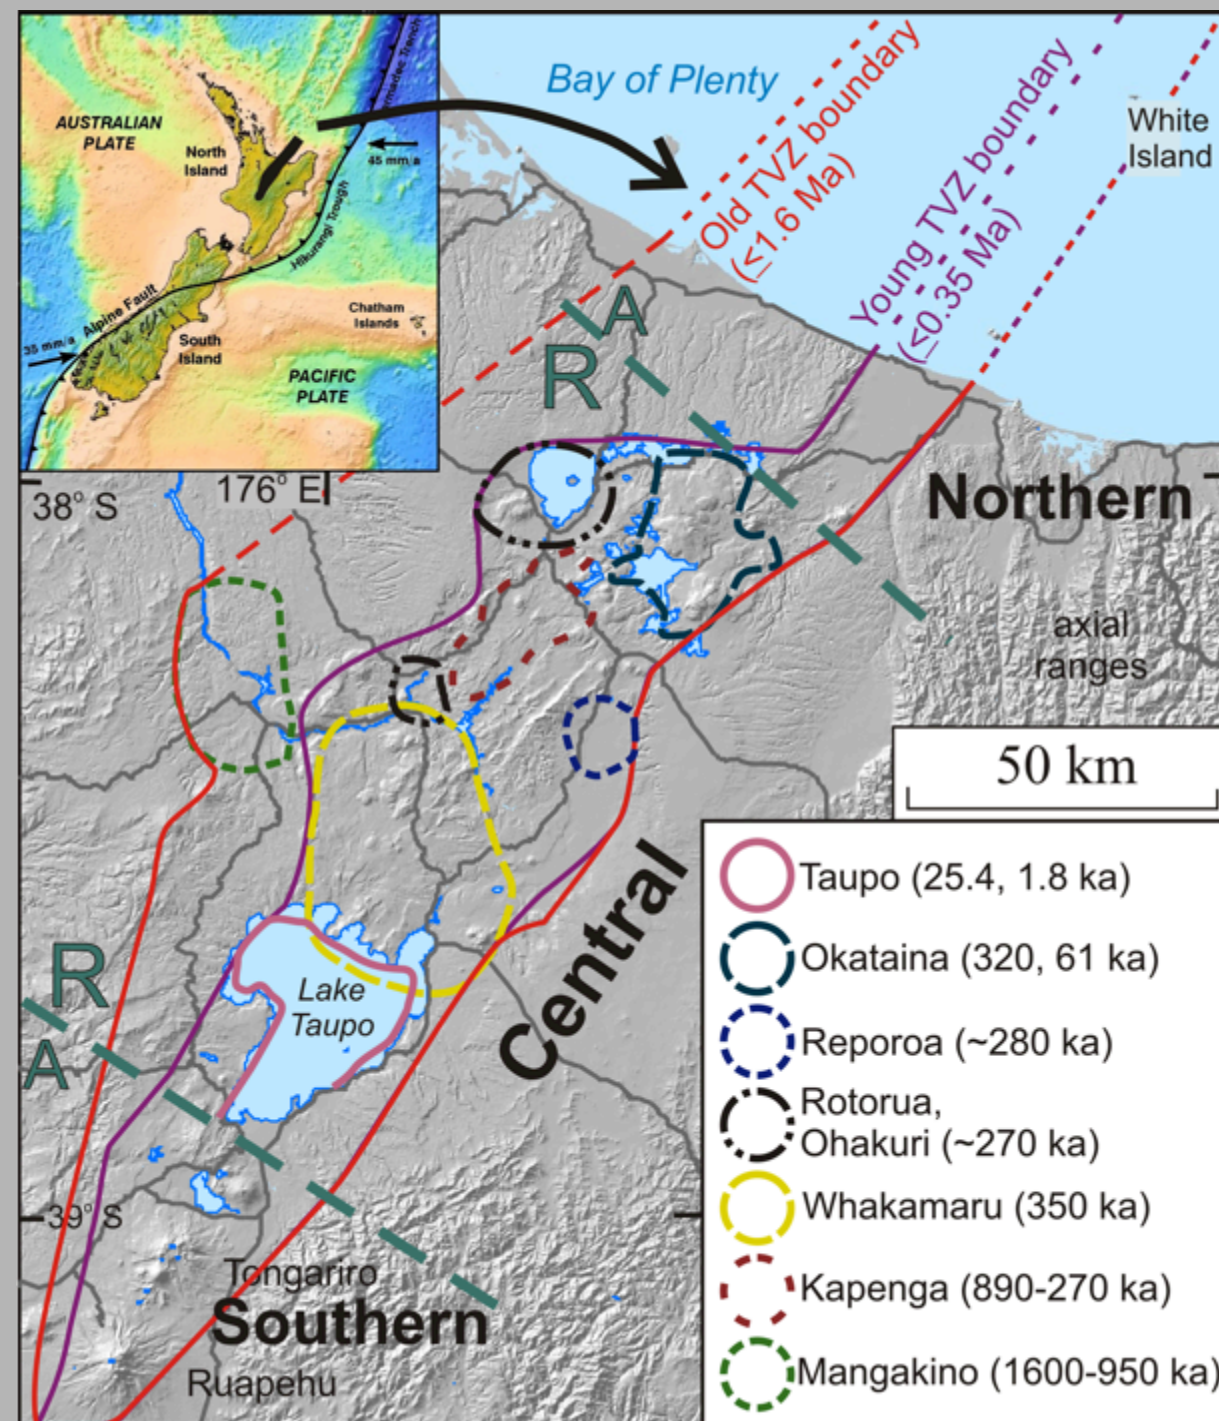 AUSTRALIAN
PLATE
North
Island
45 mm/a
Hikurangi Trough
Alpine Fault
35 mm/a
South
Island
Chatham
Islands
PACIFIC
PLATE
Bay of Plenty
Old TVZ boundary
(≤1.6 Ma)
Young TVZ boundary
(≤0.35 Ma)
White
Island
A
R
38° S
176° E
Northern
axial
ranges
50 km
Central
R
A
Lake
Taupo
39° S
Tongariro
Southern
Ruapehu
Taupo (25.4, 1.8 ka)
Okataina (320, 61 ka)
Reporoa (~280 ka)
Rotorua,
Ohakuri (~270 ka)
Whakamaru (350 ka)
Kapenga (890-270 ka)
Mangakino (1600-950 ka)